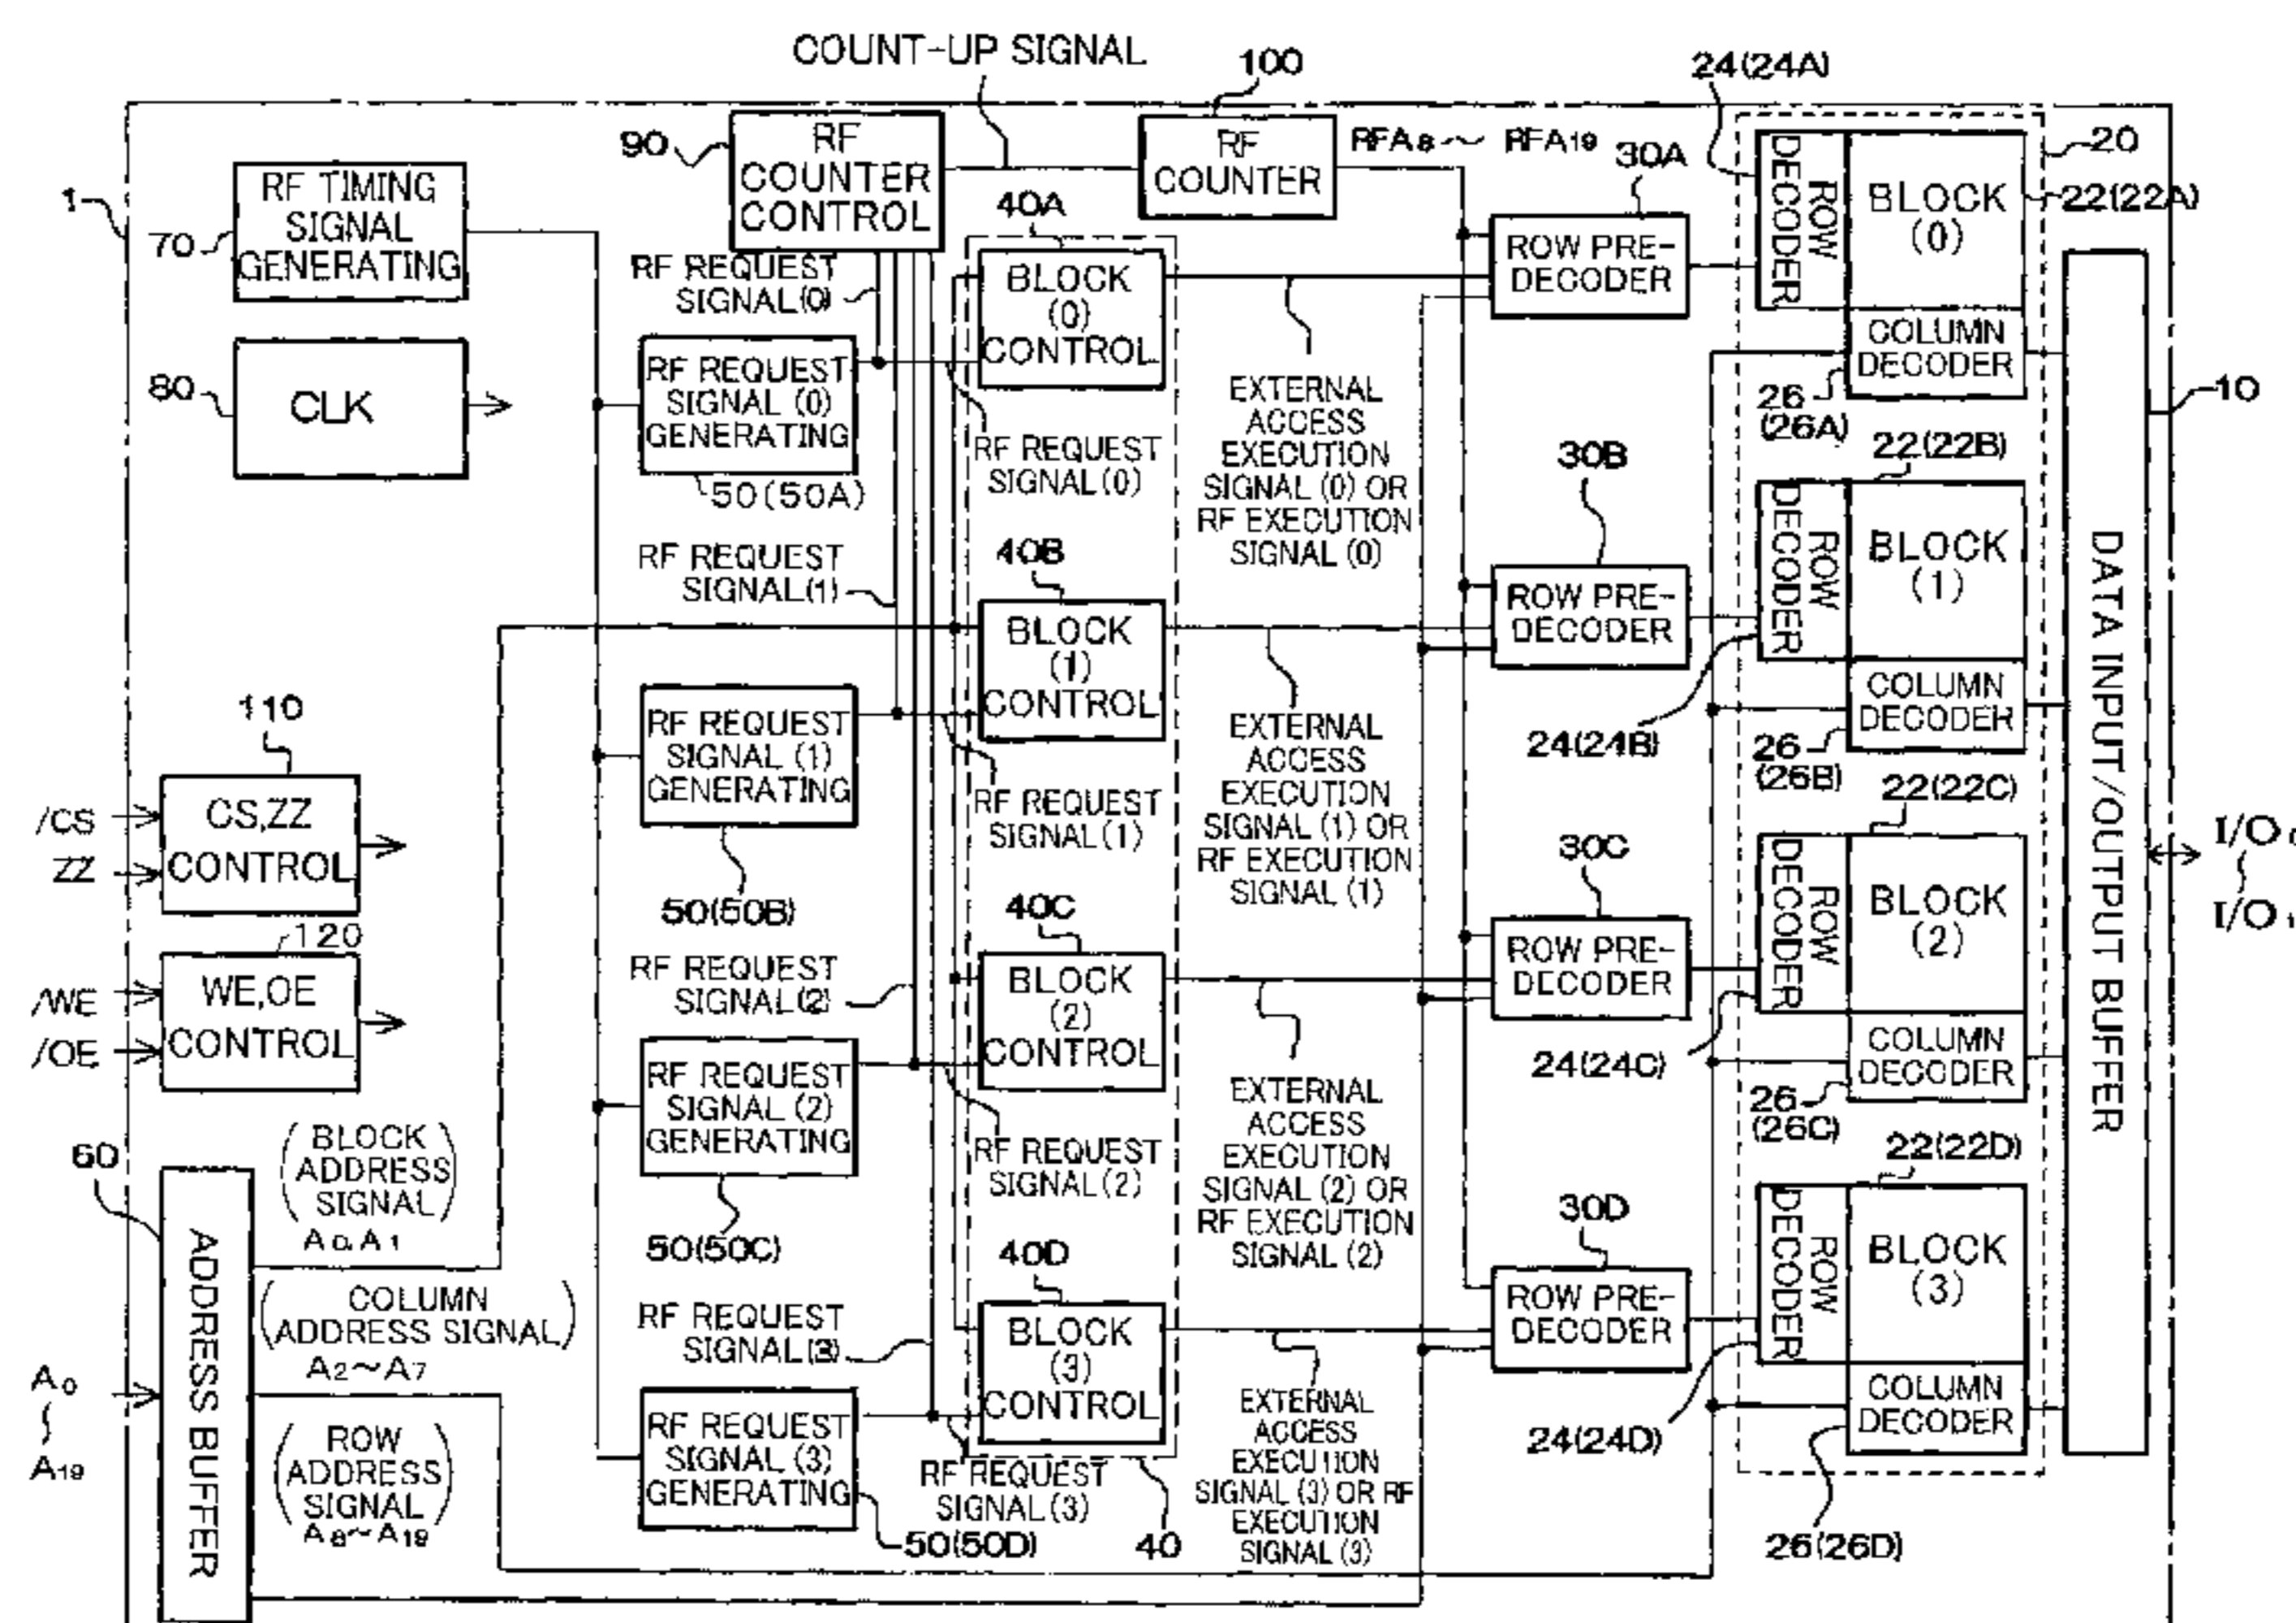 COUNT-UP SIGNAL
100
24(24A)
90
RF
COUNTER
CONTROL
RF
COUNTER
RFA8~ RFA19
30A
20
1
RF TIMING
SIGNAL
GENERATING
70
40A
ROW
DECODER
BLOCK
(0)
22(22A)
RF REQUEST
SIGNAL(0)
BLOCK
(0)
CONTROL
ROW PRE-
DECODER
COLUMN
DECODER
80
CLK
RF REQUEST
SIGNAL (0)
GENERATING
50(50A)
RF REQUEST
SIGNAL(0)
EXTERNAL
ACCESS
EXECUTION
SIGNAL (0) OR
RF EXECUTION
SIGNAL (0)
26
(26A)
10
22(22B)
30B
RF REQUEST
SIGNAL(1)
40B
BLOCK
(1)
CONTROL
ROW PRE-
DECODER
ROW
DECODER
BLOCK
(1)
DATA INPUT/OUTPUT BUFFER
110
RF REQUEST
SIGNAL (1)
GENERATING
COLUMN
DECODER
24(24B)
26
(26B)
/CS
ZZ
CS,ZZ
CONTROL
RF REQUEST
SIGNAL(1)
EXTERNAL
ACCESS
EXECUTION
SIGNAL (1) OR
RF EXECUTION
SIGNAL (1)
22(22C)
30C
I/O
I/O
50(50B)
40C
120
/WE
/OE
WE,OE
CONTROL
RF REQUEST
SIGNAL(2)
BLOCK
(2)
CONTROL
ROW PRE-
DECODER
ROW
DECODER
BLOCK
(2)
COLUMN
DECODER
24(24C)
26
(26C)
RF REQUEST
SIGNAL (2)
GENERATING
RF REQUEST
SIGNAL(2)
EXTERNAL
ACCESS
EXECUTION
SIGNAL (2) OR
RF EXECUTION
SIGNAL (2)
22(22D)
30D
60
BLOCK
ADDRESS
SIGNAL
A0,A1
50(50C)
40D
COLUMN
ADDRESS SIGNAL
A2~A7
RF REQUEST
SIGNAL(3)
BLOCK
(3)
CONTROL
ROW PRE-
DECODER
ROW
DECODER
BLOCK
(3)
COLUMN
DECODER
A0
A19
ADDRESS BUFFER
ROW
ADDRESS
SIGNAL
A8~A19
RF REQUEST
SIGNAL (3)
GENERATING
50(50D)
RF REQUEST
SIGNAL(3)
40
EXTERNAL
ACCESS
EXECUTION
SIGNAL (3) OR RF
EXECUTION
SIGNAL (3)
24(24D)
26(26D)